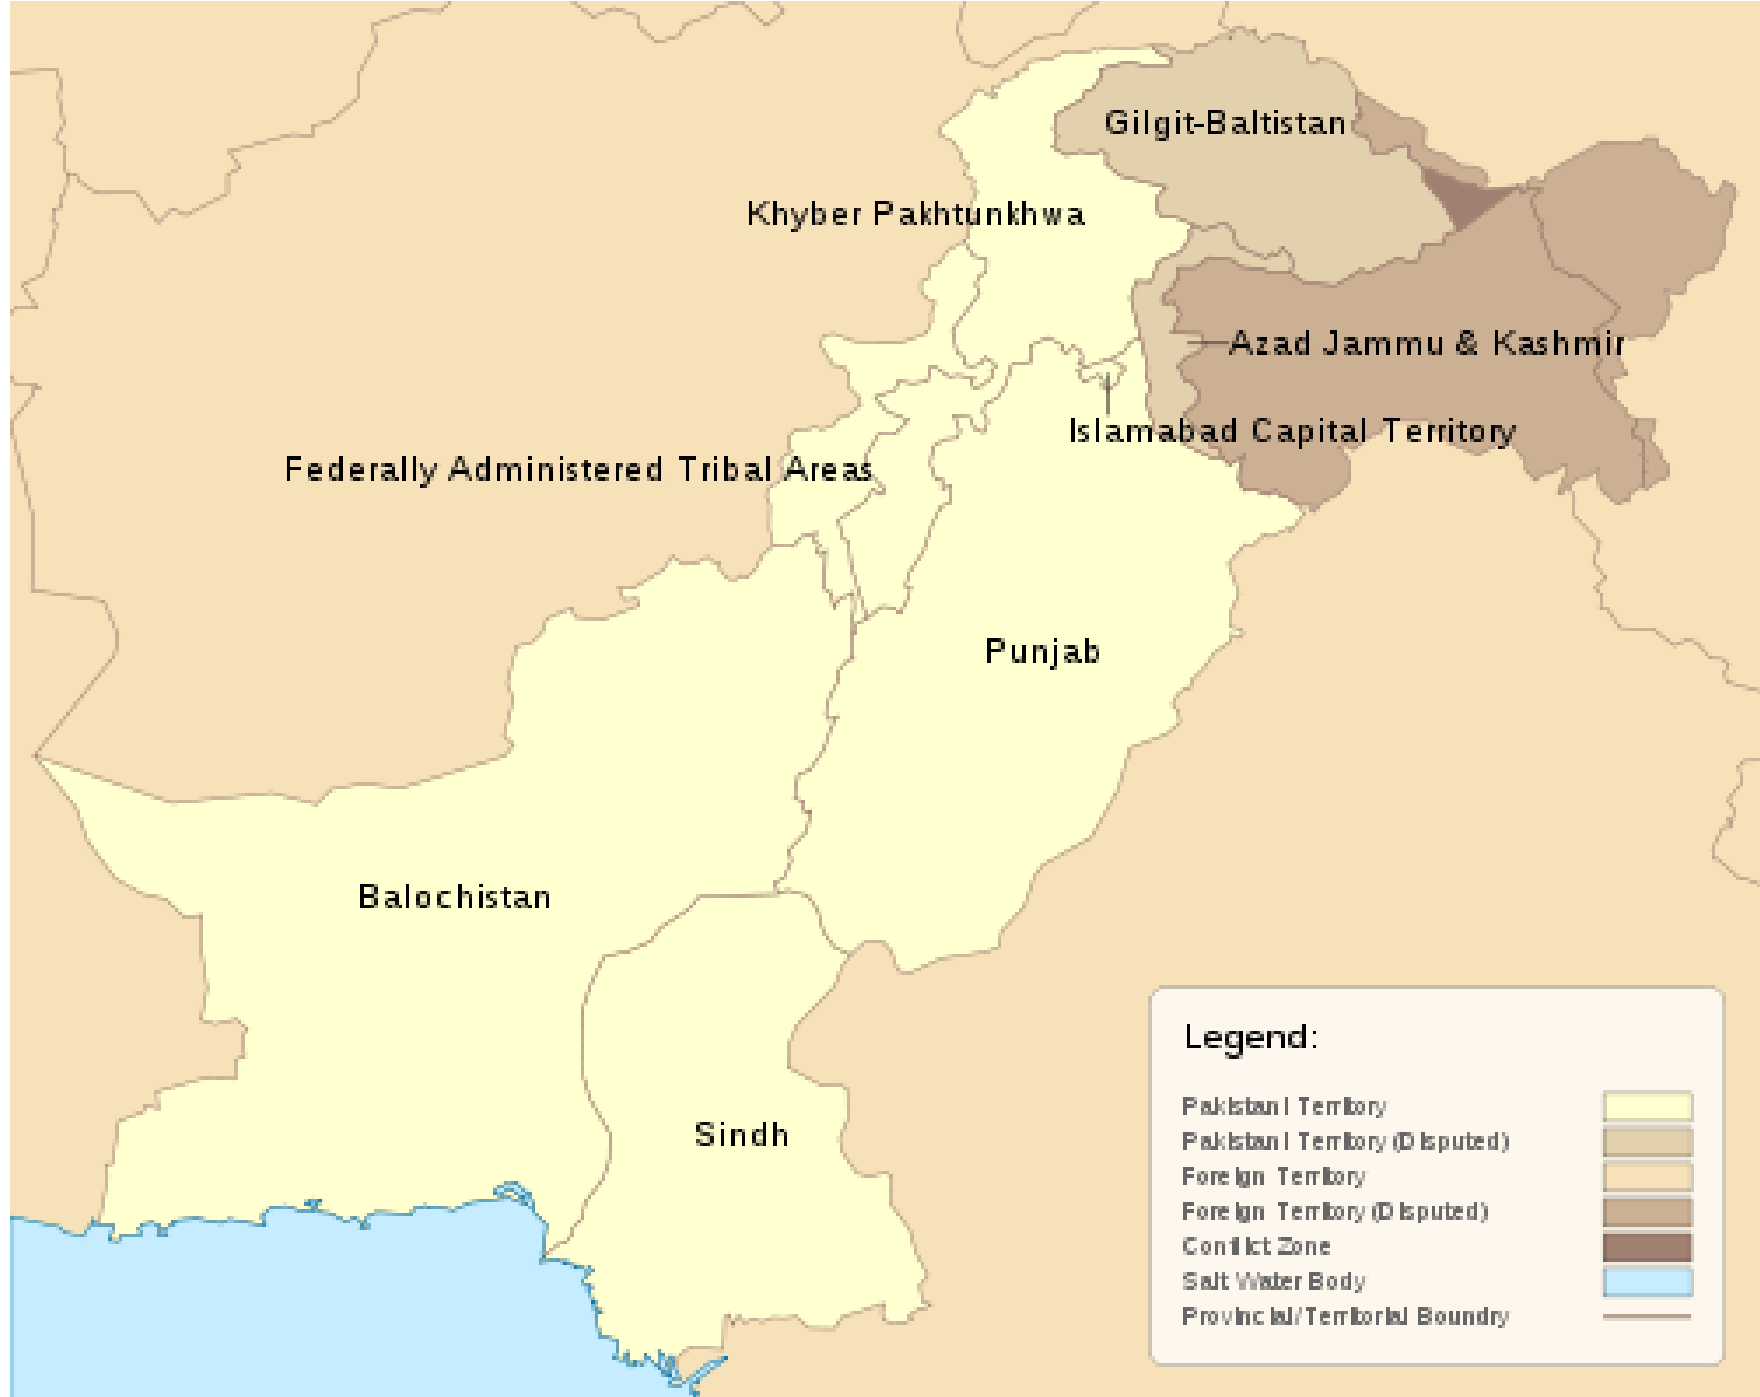 Gilgit-Baltistan
Khyber Pakhtunkhwa
Azad Jammu & Kashmir
Islamabad Capital Territory
Federally Administered Tribal Areas
Punjab
Balochistan
Sindh
Legend:
Pakistani Territory
Pakistani Territory (Disputed)
Foreign Territory
Foreign Territory (Disputed)
Conflict Zone
Salt Water Body
Provincial/Territorial Boundry